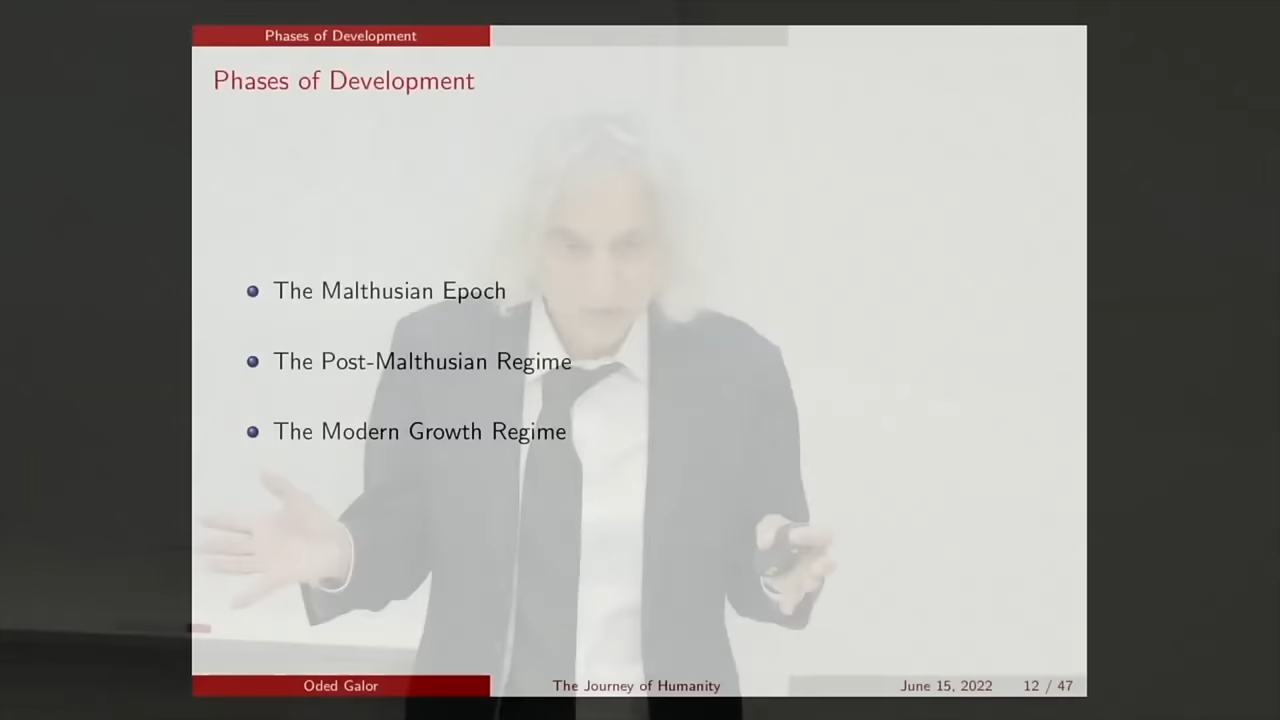 Phases of Development
Phases of Development
The Malthusian Epoch
The Post-Malthusian Regime
The Modern Growth Regime
Oded Galor The Journey of Humanity June 15, 2022 12 / 47